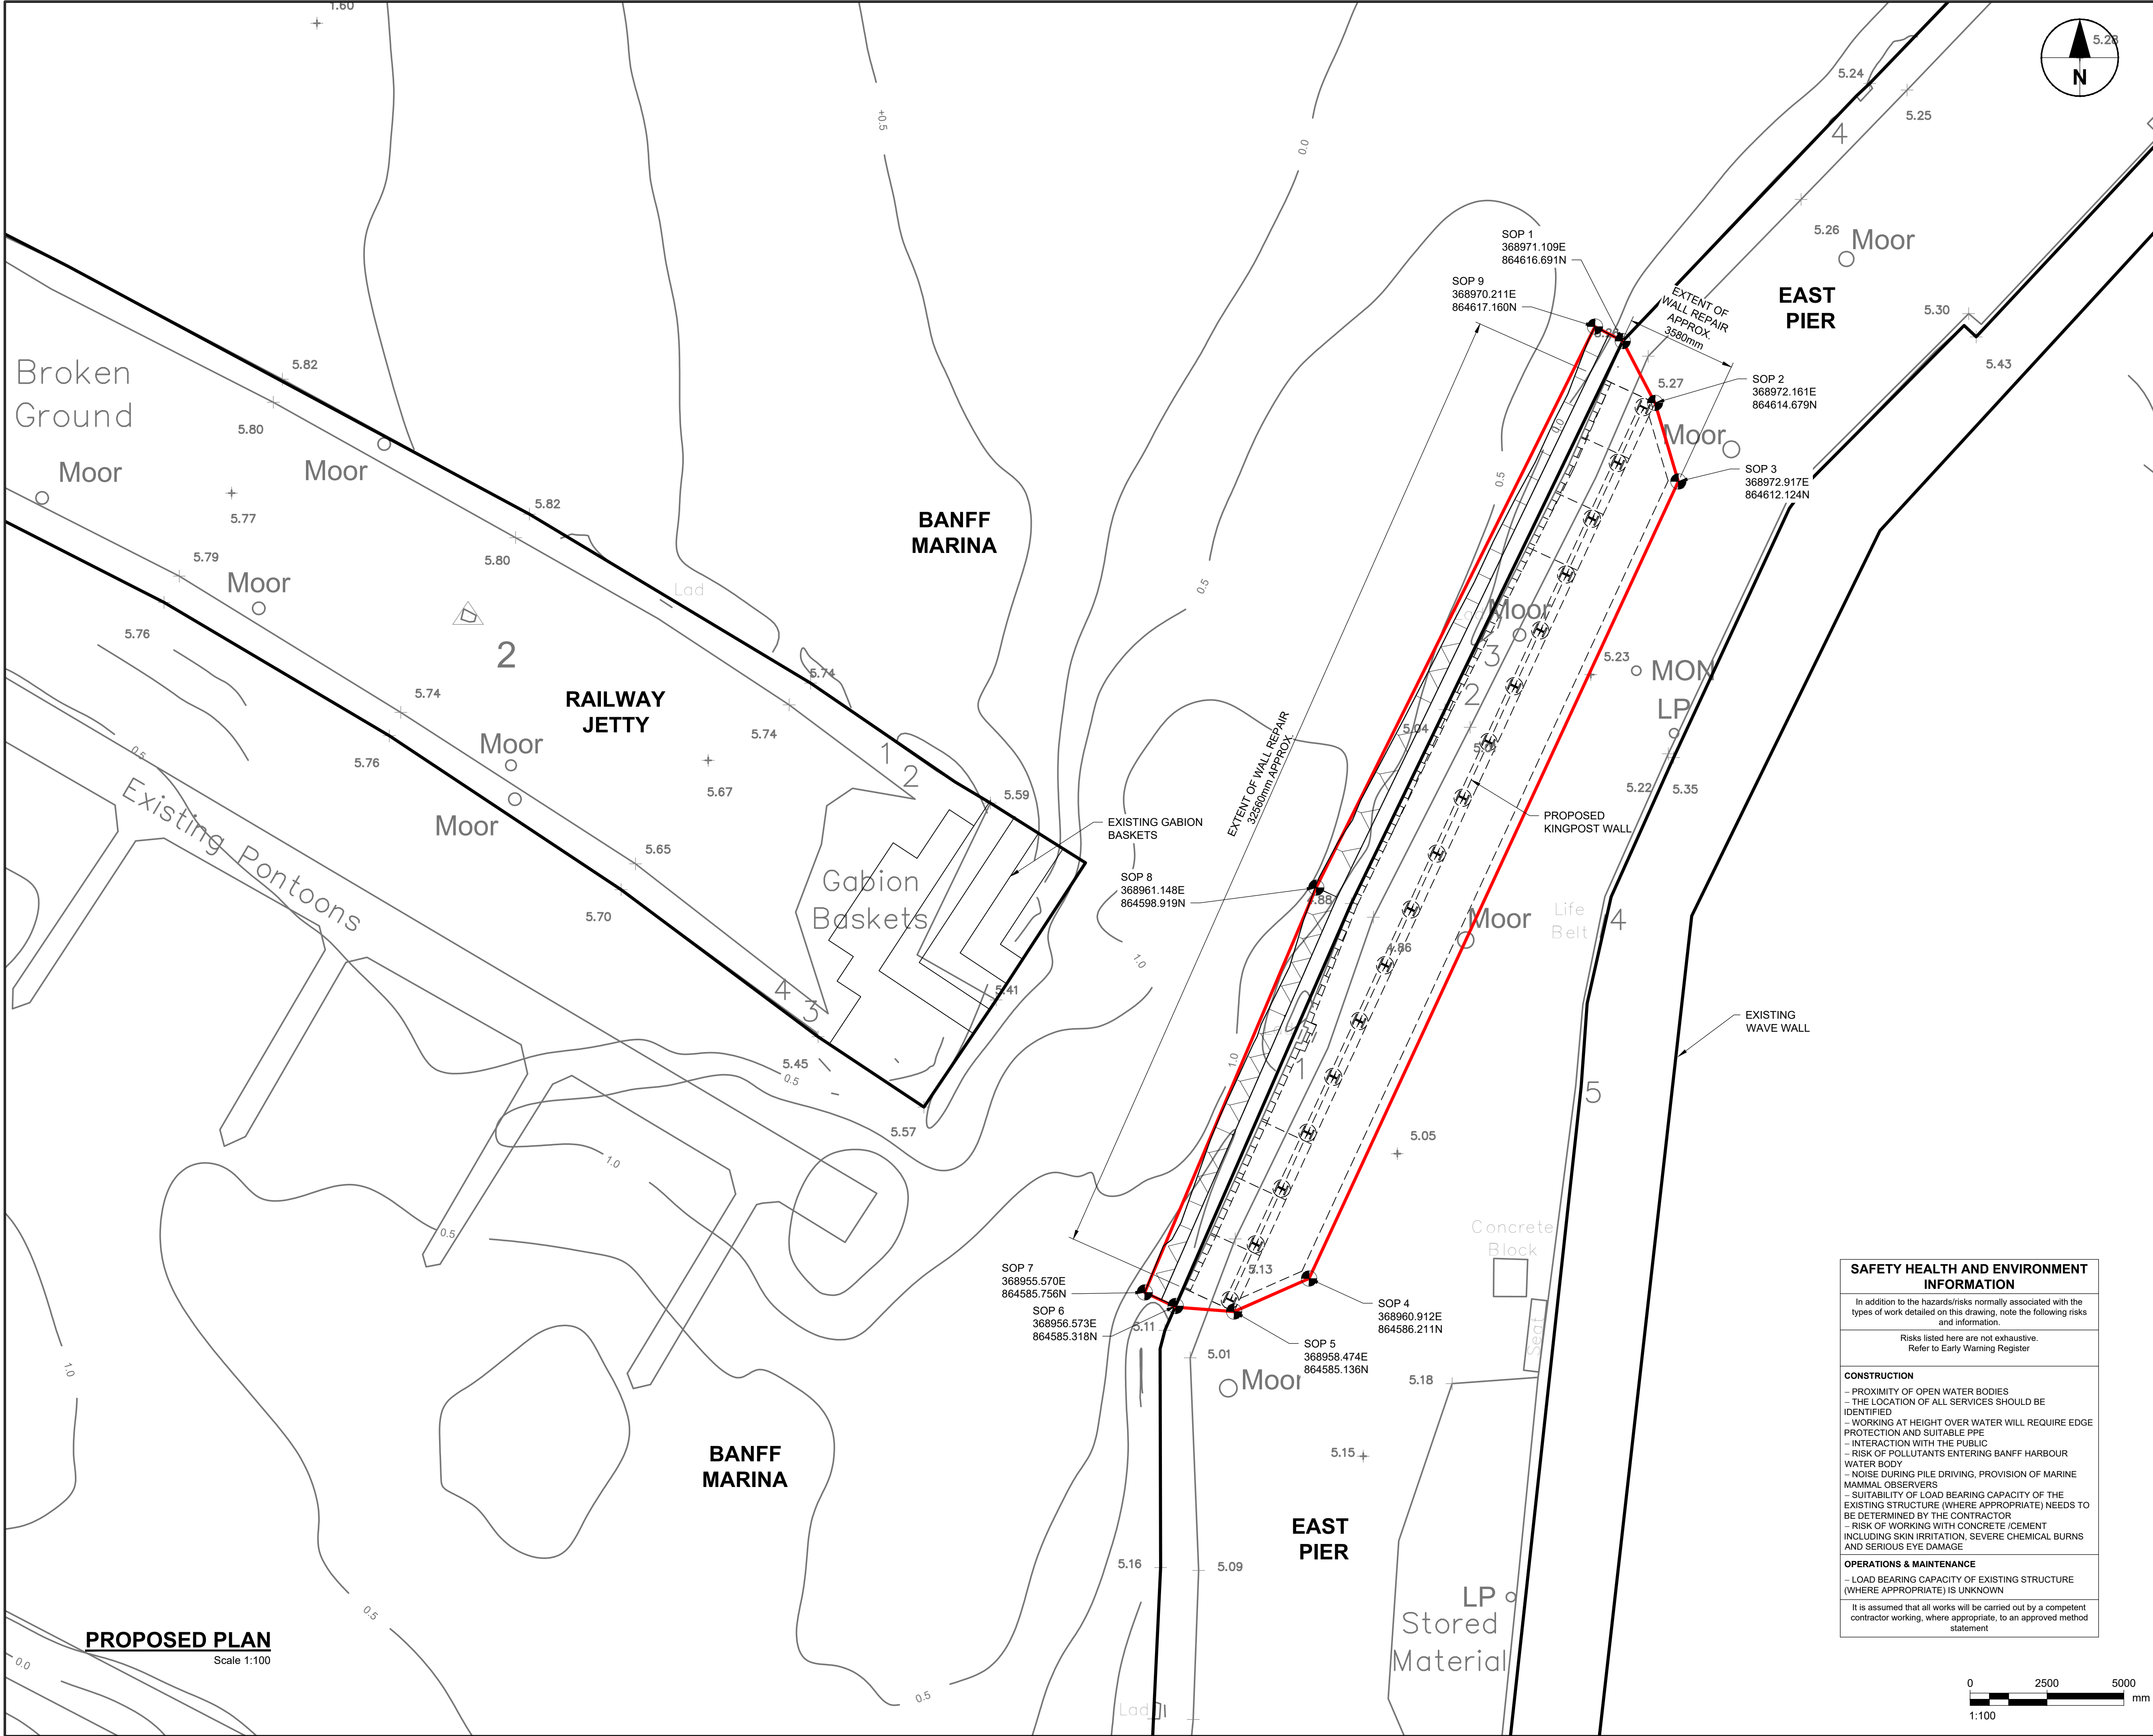 1.60
5.28
N
5.24
5.25
4
+0.5
0.0
SOP 1
368971.109E
864616.691N
5.26
Moor
SOP 9
368970.211E
864617.160N
EXTENT OF
WALL REPAIR
APPROX.
3580mm
EAST
PIER
5.30
5.43
Broken
Ground
5.82
5.27
SOP 2
368972.161E
864614.679N
5.80
Moor
Moor
Moor
SOP 3
368972.917E
864612.124N
0.0
0.5
5.77
5.82
BANFF
MARINA
5.79
5.80
Moor
Lad
0.5
5.76
2
Moor
3
5.23
MON
LP
5.74
5.74
RAILWAY
JETTY
2
5.04
Moor
5.74
0.5
5.76
1
2
EXTENT OF WALL REPAIR
32560mm APPROX.
5.67
5.59
5.22
5.35
Existing Pontoons
Moor
EXISTING GABION
BASKETS
PROPOSED
KINGPOST WALL
5.65
Gabion
Baskets
SOP 8
368961.148E
864598.919N
4.88
5.70
Moor
Life
Belt
4
4.86
1.0
4
3
5.41
EXISTING
WAVE WALL
5.45
0.5
1.0
1
5
5.57
5.05
1.0
0.5
Concrete
Block
SOP 7
368955.570E
864585.756N
5.13
SAFETY HEALTH AND ENVIRONMENT
INFORMATION
In addition to the hazards/risks normally associated with the
types of work detailed on this drawing, note the following risks
and information.
SOP 6
368956.573E
864585.318N
SOP 4
368960.912E
864586.211N
5.11
Seat
Risks listed here are not exhaustive.
Refer to Early Warning Register
SOP 5
368958.474E
864585.136N
5.01
1.0
Moor
5.18
CONSTRUCTION
– PROXIMITY OF OPEN WATER BODIES
– THE LOCATION OF ALL SERVICES SHOULD BE
IDENTIFIED
– WORKING AT HEIGHT OVER WATER WILL REQUIRE EDGE
PROTECTION AND SUITABLE PPE
– INTERACTION WITH THE PUBLIC
– RISK OF POLLUTANTS ENTERING BANFF HARBOUR
WATER BODY
– NOISE DURING PILE DRIVING, PROVISION OF MARINE
MAMMAL OBSERVERS
– SUITABILITY OF LOAD BEARING CAPACITY OF THE
EXISTING STRUCTURE (WHERE APPROPRIATE) NEEDS TO
BE DETERMINED BY THE CONTRACTOR
– RISK OF WORKING WITH CONCRETE /CEMENT
INCLUDING SKIN IRRITATION, SEVERE CHEMICAL BURNS
AND SERIOUS EYE DAMAGE
OPERATIONS & MAINTENANCE
– LOAD BEARING CAPACITY OF EXISTING STRUCTURE
(WHERE APPROPRIATE) IS UNKNOWN
It is assumed that all works will be carried out by a competent
contractor working, where appropriate, to an approved method
statement
BANFF
MARINA
5.15
EAST
PIER
5.16
5.09
LP
Stored
Material
0.5
PROPOSED PLAN
Scale 1:100
0.0
0.5
Lad
0
2500
5000
mm
1:100